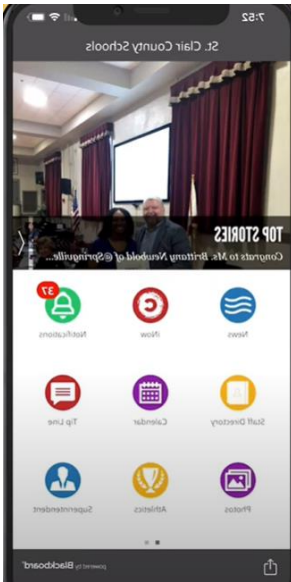 7:52
St. Clair County Schools
TOP STORIES
Congrats to Ms. Brittany Newbold of @Springville...
News
iNow
37
Notifications
Staff Directory
Calendar
Tip Line
Photos
Athletics
Superintendent
powered by Blackboard